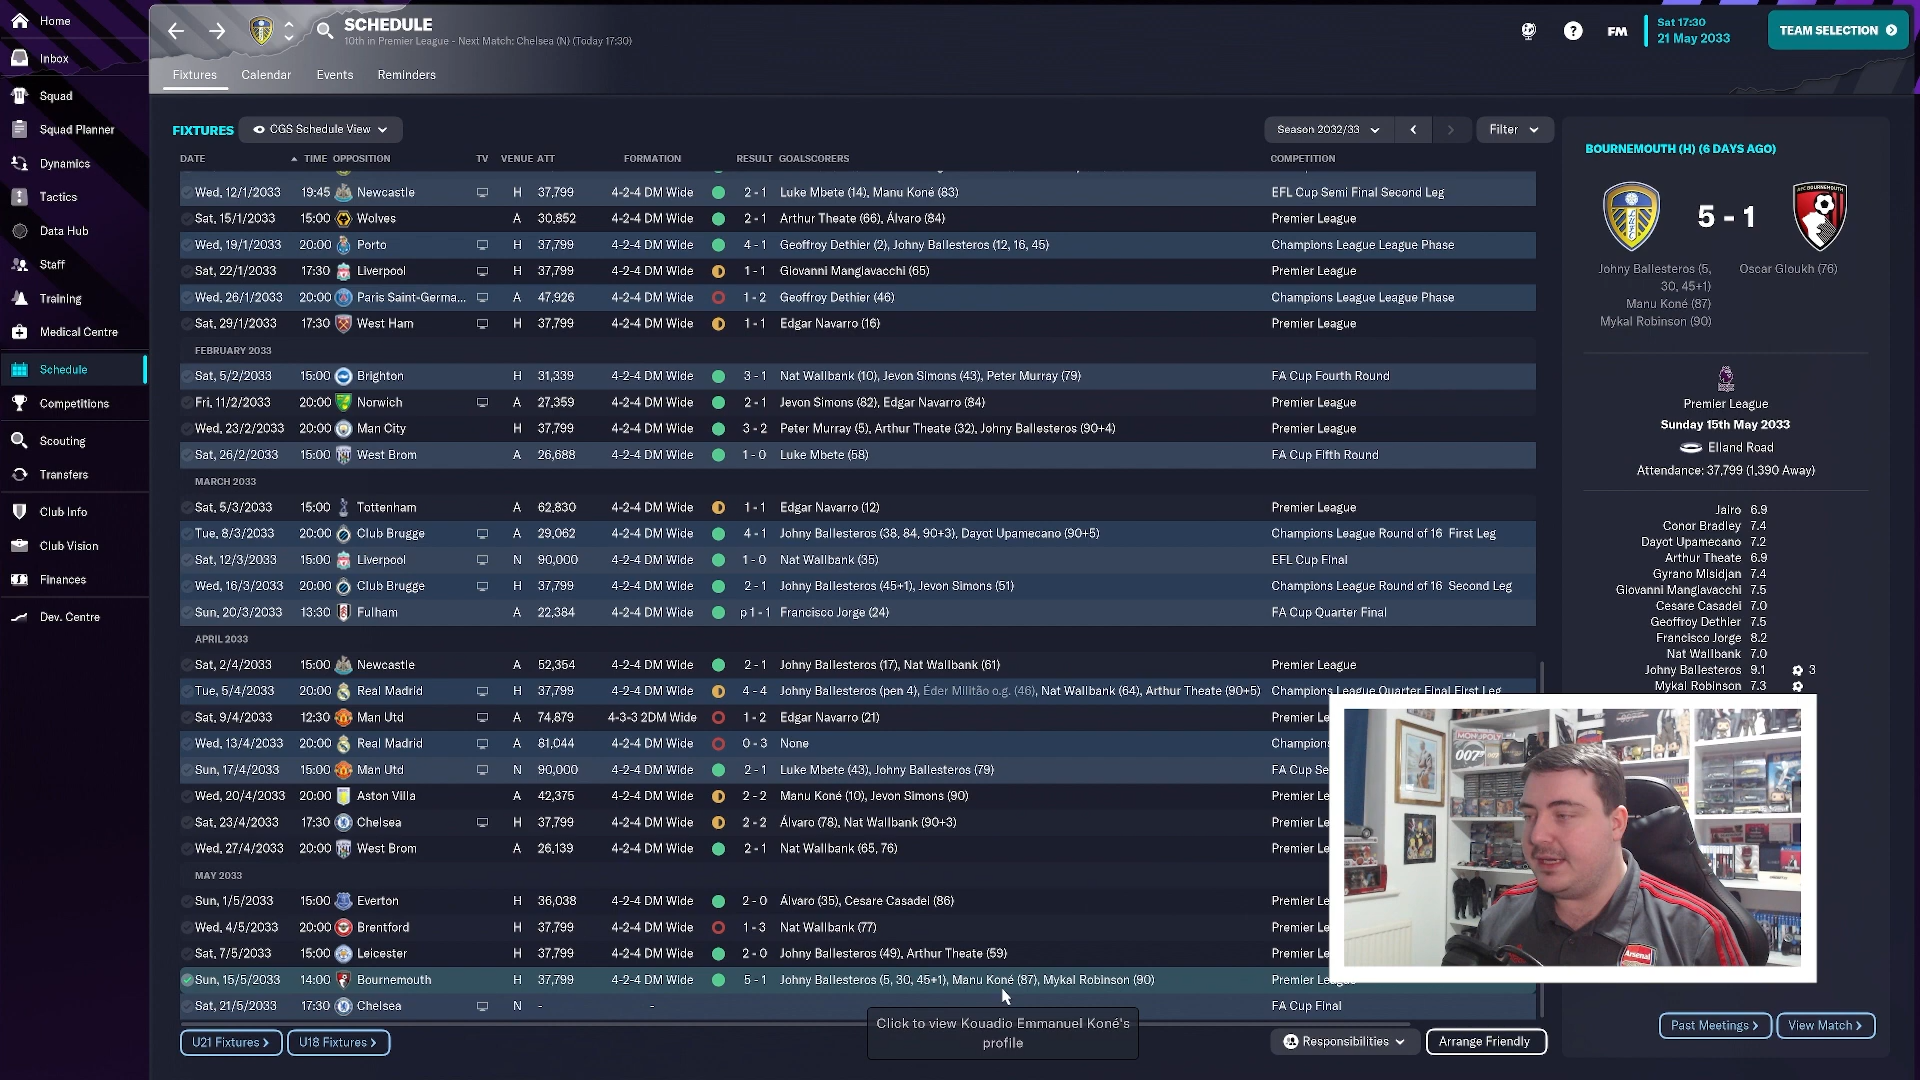 Home
Inbox
Squad
Squad Planner
Dynamics
Tactics
Data Hub
Staff
Training
Medical Centre
Schedule
Competitions
Scouting
Transfers
Club Info
Club Vision
Finances
Dev. Centre
SCHEDULE
10th in Premier League - Next Match: Chelsea (N) (Today 17:30)
FM
Sat 17:30
21 May 2033
TEAM SELECTION
Fixtures Calendar Events Reminders
FIXTURES CGS Schedule View Season 2032/33 Filter
DATE TIME OPPOSITION TV VENUE ATT FORMATION RESULT GOALSCORERS COMPETITION
Wed, 12/1/2033 19:45 Newcastle H 37,799 4-2-4 DM Wide 2 - 1 Luke Mbete (14), Manu Koné (83) EFL Cup Semi Final Second Leg
Sat, 15/1/2033 15:00 Wolves A 30,852 4-2-4 DM Wide 2 - 1 Arthur Theate (66), Álvaro (84) Premier League
Wed, 19/1/2033 20:00 Porto H 37,799 4-2-4 DM Wide 4 - 1 Geoffroy Dethier (2), Johny Ballesteros (12, 16, 45) Champions League League Phase
Sat, 22/1/2033 17:30 Liverpool H 37,799 4-2-4 DM Wide 1 - 1 Giovanni Mangiavacchi (65) Premier League
Wed, 26/1/2033 20:00 Paris Saint-Germa... A 47,926 4-2-4 DM Wide 1 - 2 Geoffroy Dethier (46) Champions League League Phase
Sat, 29/1/2033 17:30 West Ham H 37,799 4-2-4 DM Wide 1 - 1 Edgar Navarro (16) Premier League
FEBRUARY 2033
Sat, 5/2/2033 15:00 Brighton H 31,339 4-2-4 DM Wide 3 - 1 Nat Wallbank (10), Jevon Simons (43), Peter Murray (79) FA Cup Fourth Round
Fri, 11/2/2033 20:00 Norwich A 27,359 4-2-4 DM Wide 2 - 1 Jevon Simons (82), Edgar Navarro (84) Premier League
Wed, 23/2/2033 20:00 Man City H 37,799 4-2-4 DM Wide 3 - 2 Peter Murray (5), Arthur Theate (32), Johny Ballesteros (90+4) Premier League
Sat, 26/2/2033 15:00 West Brom A 26,688 4-2-4 DM Wide 1 - 0 Luke Mbete (58) FA Cup Fifth Round
MARCH 2033
Sat, 5/3/2033 15:00 Tottenham A 62,830 4-2-4 DM Wide 1 - 1 Edgar Navarro (12) Premier League
Tue, 8/3/2033 20:00 Club Brugge A 29,062 4-2-4 DM Wide 4 - 1 Johny Ballesteros (38, 84, 90+3), Dayot Upamecano (90+5) Champions League Round of 16 First Leg
Sat, 12/3/2033 15:00 Liverpool N 90,000 4-2-4 DM Wide 1 - 0 Nat Wallbank (35) EFL Cup Final
Wed, 16/3/2033 20:00 Club Brugge H 37,799 4-2-4 DM Wide 2 - 1 Johny Ballesteros (45+1), Jevon Simons (51) Champions League Round of 16 Second Leg
Sun, 20/3/2033 13:30 Fulham A 22,384 4-2-4 DM Wide p 1 - 1 Francisco Jorge (24) FA Cup Quarter Final
APRIL 2033
Sat, 2/4/2033 15:00 Newcastle A 52,354 4-2-4 DM Wide 2 - 1 Johny Ballesteros (17), Nat Wallbank (61) Premier League
Tue, 5/4/2033 20:00 Real Madrid H 37,799 4-2-4 DM Wide 4 - 4 Johny Ballesteros (pen 4), Éder Militão o.g. (46), Nat Wallbank (64), Arthur Theate (90+5) Champions League Quarter Final First Leg
Sat, 9/4/2033 12:30 Man Utd A 74,879 4-3-3 2DM Wide 1 - 2 Edgar Navarro (21) Premier Le
Wed, 13/4/2033 20:00 Real Madrid A 81,044 4-2-4 DM Wide 0 - 3 None Champions
Sun, 17/4/2033 15:00 Man Utd N 90,000 4-2-4 DM Wide 2 - 1 Luke Mbete (43), Johny Ballesteros (79) FA Cup Se
Wed, 20/4/2033 20:00 Aston Villa A 42,375 4-2-4 DM Wide 2 - 2 Manu Koné (10), Jevon Simons (90) Premier Le
Sat, 23/4/2033 17:30 Chelsea H 37,799 4-2-4 DM Wide 2 - 2 Álvaro (78), Nat Wallbank (90+3) Premier Le
Wed, 27/4/2033 20:00 West Brom A 26,139 4-2-4 DM Wide 2 - 1 Nat Wallbank (65, 76) Premier Le
MAY 2033
Sun, 1/5/2033 15:00 Everton H 36,038 4-2-4 DM Wide 2 - 0 Álvaro (35), Cesare Casadei (86) Premier Le
Wed, 4/5/2033 20:00 Brentford H 37,799 4-2-4 DM Wide 1 - 3 Nat Wallbank (77) Premier Le
Sat, 7/5/2033 15:00 Leicester H 37,799 4-2-4 DM Wide 2 - 0 Johny Ballesteros (49), Arthur Theate (59) Premier Le
Sun, 15/5/2033 14:00 Bournemouth H 37,799 4-2-4 DM Wide 5 - 1 Johny Ballesteros (5, 30, 45+1), Manu Koné (87), Mykal Robinson (90) Premier League
Sat, 21/5/2033 17:30 Chelsea N - - FA Cup Final
Click to view Kouadio Emmanuel Koné's
profile
U21 Fixtures U18 Fixtures Responsibilities Arrange Friendly
BOURNEMOUTH (H) (6 DAYS AGO)
5 - 1
Johny Ballesteros (5, 30, 45+1)
Manu Koné (87)
Mykal Robinson (90)
Oscar Gloukh (76)
Premier League
Sunday 15th May 2033
Elland Road
Attendance: 37,799 (1,390 Away)
Jairo 6.9
Conor Bradley 7.4
Dayot Upamecano 7.2
Arthur Theate 6.9
Gyrano Misidjan 7.4
Giovanni Mangiavacchi 7.5
Cesare Casadei 7.0
Geoffroy Dethier 7.5
Francisco Jorge 8.2
Nat Wallbank 7.0
Johny Ballesteros 9.1 3
Mykal Robinson 7.3
MONOPOLY
007
Arsenal
Past Meetings View Match